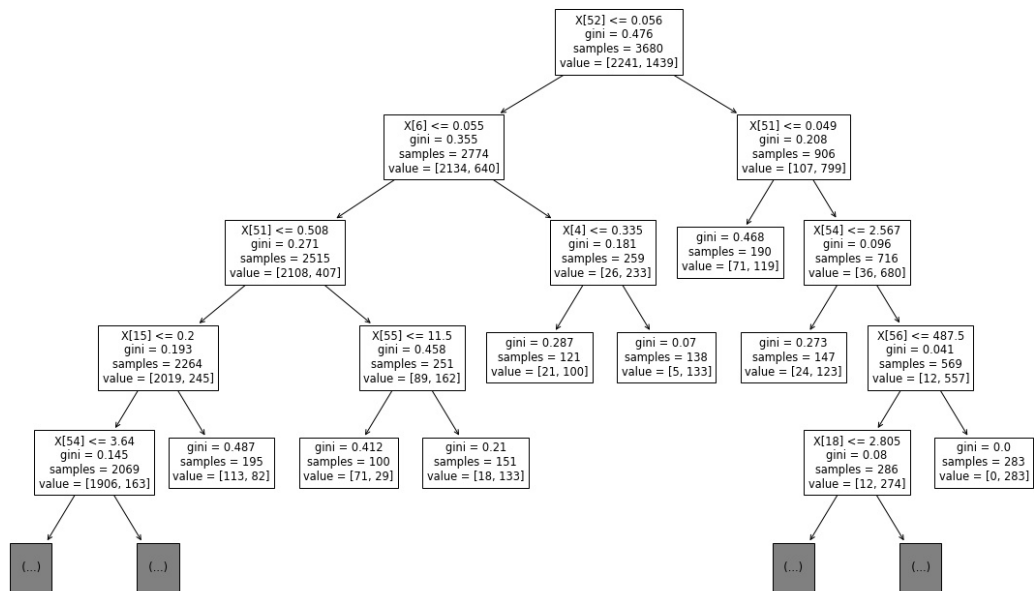 X[52] <= 0.056
gini = 0.476
samples = 3680
value = [2241, 1439]
X[6] <= 0.055
gini = 0.355
samples = 2774
value = [2134, 640]
X[51] <= 0.049
gini = 0.208
samples = 906
value = [107, 799]
X[51] <= 0.508
gini = 0.271
samples = 2515
value = [2108, 407]
X[4] <= 0.335
gini = 0.181
samples = 259
value = [26, 233]
gini = 0.468
samples = 190
value = [71, 119]
X[54] <= 2.567
gini = 0.096
samples = 716
value = [36, 680]
X[15] <= 0.2
gini = 0.193
samples = 2264
value = [2019, 245]
X[55] <= 11.5
gini = 0.458
samples = 251
value = [89, 162]
gini = 0.287
samples = 121
value = [21, 100]
gini = 0.07
samples = 138
value = [5, 133]
gini = 0.273
samples = 147
value = [24, 123]
X[56] <= 487.5
gini = 0.041
samples = 569
value = [12, 557]
X[54] <= 3.64
gini = 0.145
samples = 2069
value = [1906, 163]
gini = 0.487
samples = 195
value = [113, 82]
gini = 0.412
samples = 100
value = [71, 29]
gini = 0.21
samples = 151
value = [18, 133]
X[18] <= 2.805
gini = 0.08
samples = 286
value = [12, 274]
gini = 0.0
samples = 283
value = [0, 283]
(...)
(...)
(...)
(...)